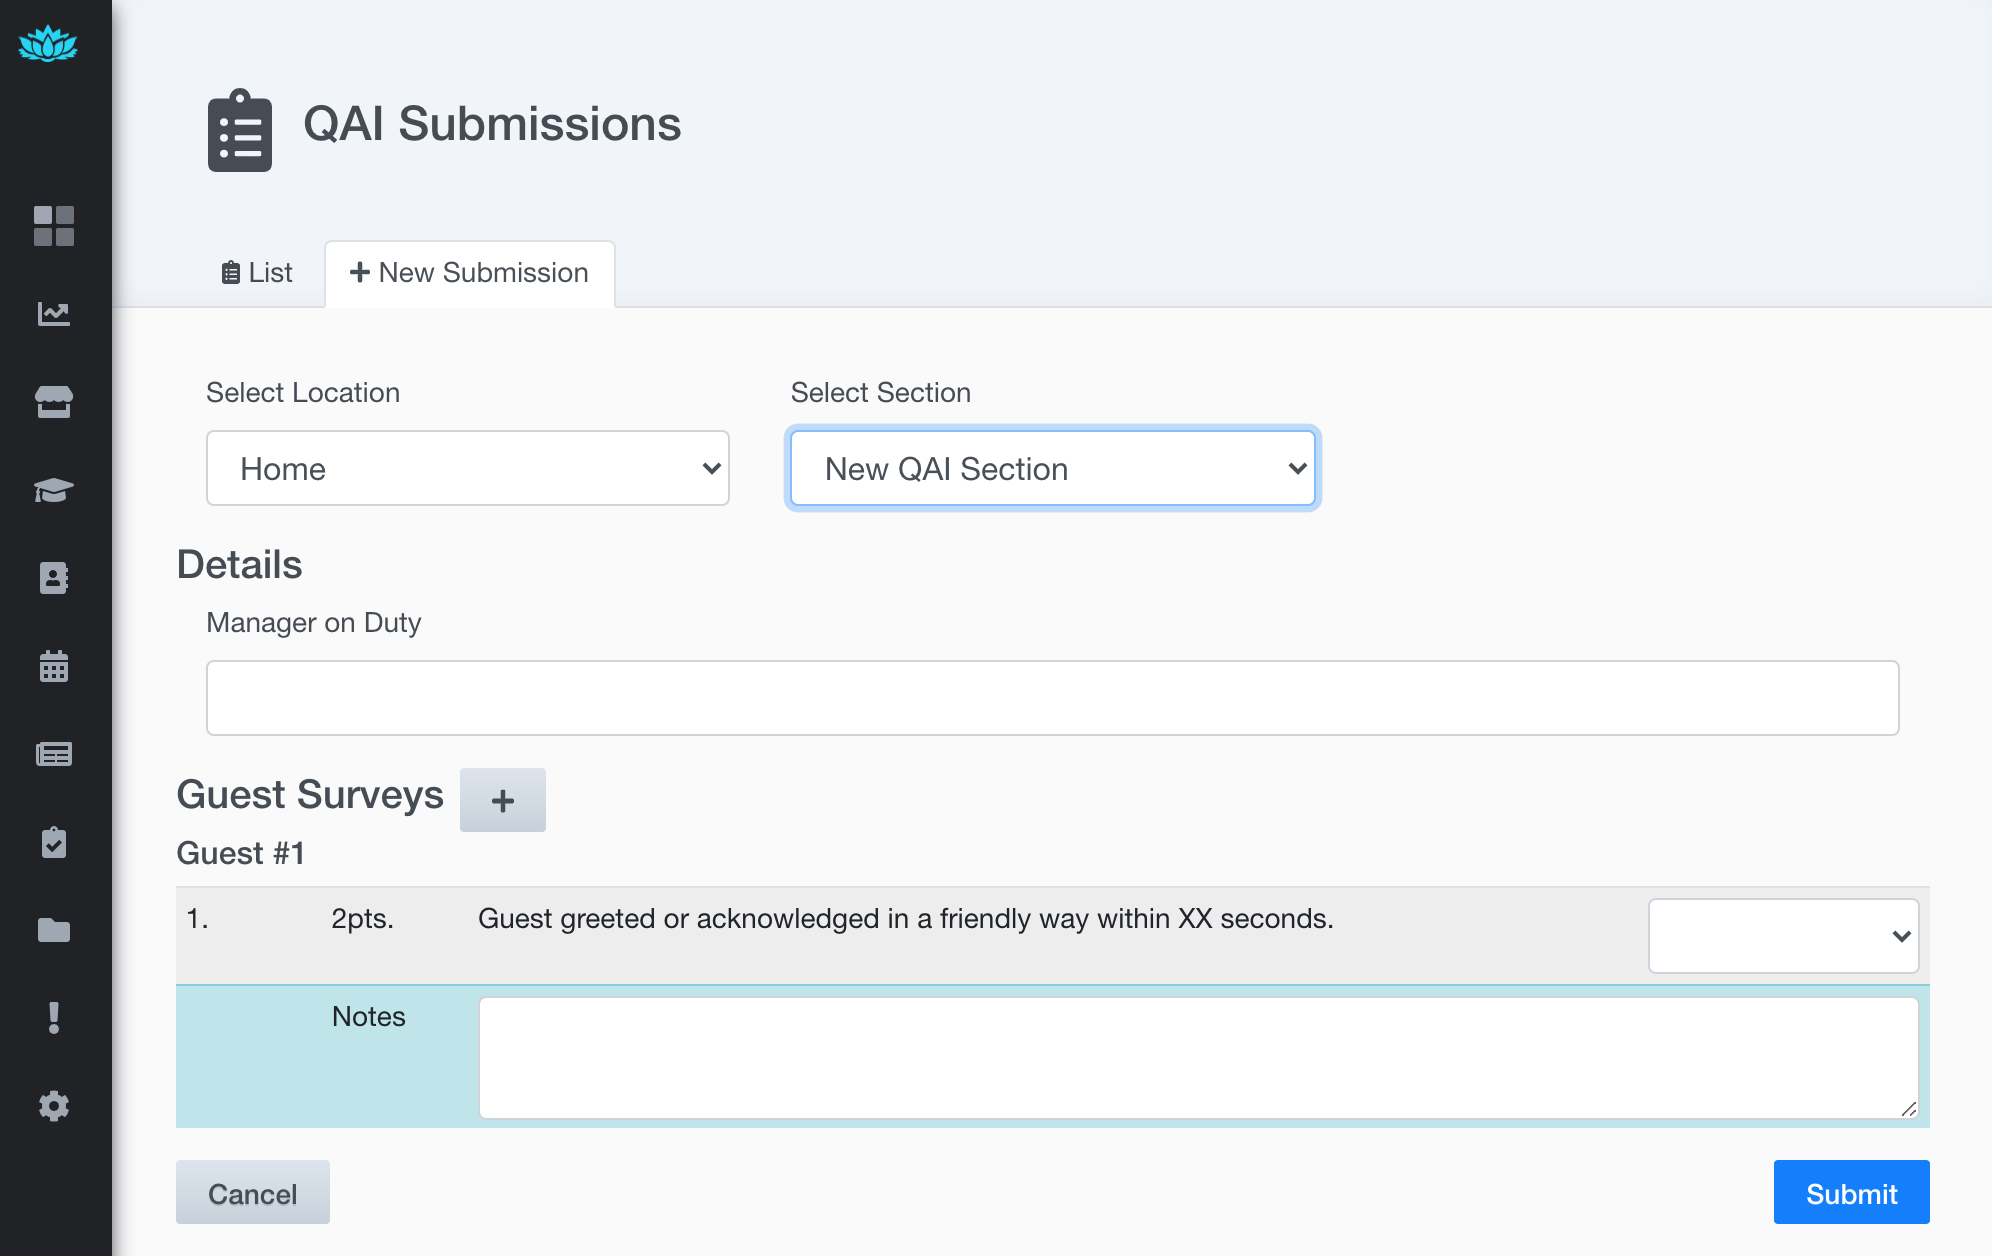 QAI Submissions
List
New Submission
Select Location
Select Section
Home
New QAI Section
Details
Manager on Duty
Guest Surveys
Guest #1
1. 2pts. Guest greeted or acknowledged in a friendly way within XX seconds.
Notes
Cancel
Submit